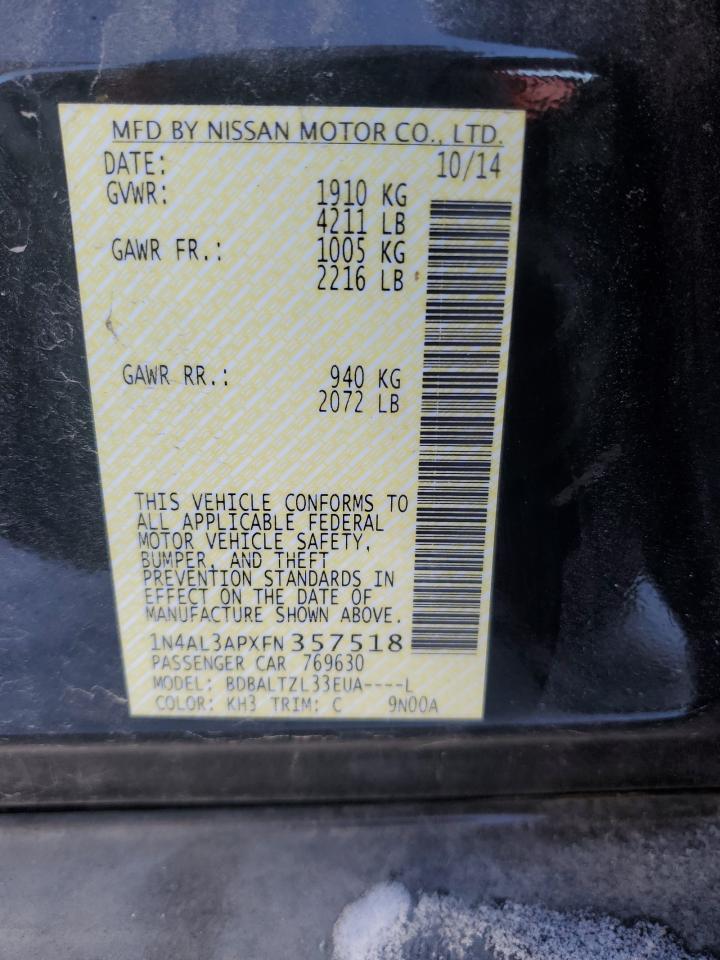 MFD BY NISSAN MOTOR CO., LTD.
DATE: 10/14
GVWR: 1910 KG
4211 LB
GAWR FR.: 1005 KG
2216 LB
GAWR RR.: 940 KG
2072 LB
THIS VEHICLE CONFORMS TO
ALL APPLICABLE FEDERAL
MOTOR VEHICLE SAFETY,
BUMPER, AND THEFT
PREVENTION STANDARDS IN
EFFECT ON THE DATE OF
MANUFACTURE SHOWN ABOVE.
1N4AL3APXFN357518
PASSENGER CAR 769630
MODEL: BDBALTZL33EUA----L
COLOR: KH3 TRIM: C 9N00A